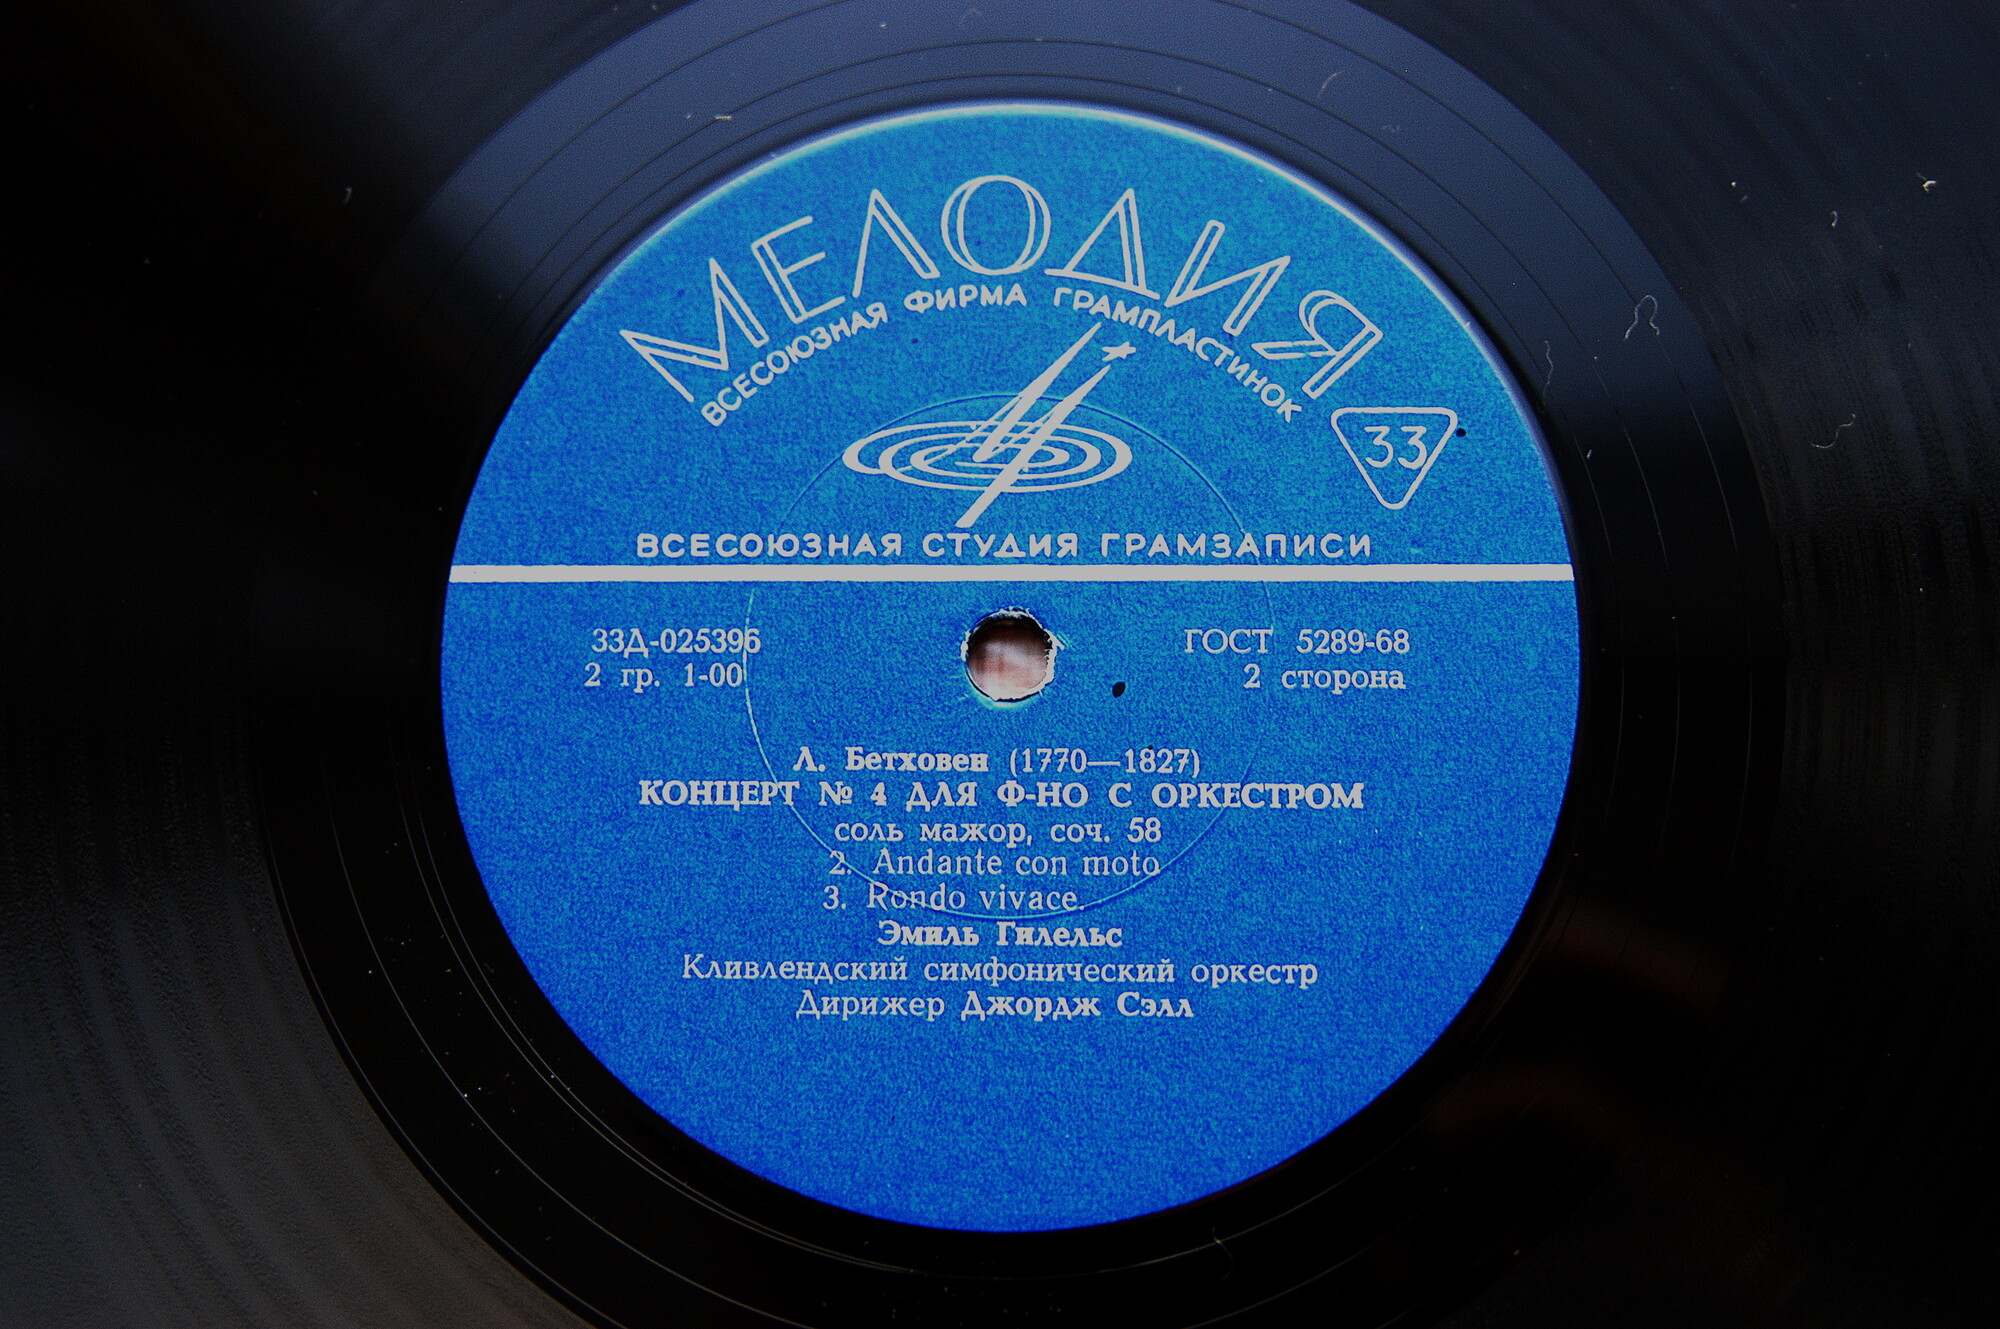 МЕЛОДИЯ
ВСЕСОЮЗНАЯ ФИРМА ГРАМПЛАСТИНОК
33
ВСЕСОЮЗНАЯ СТУДИЯ ГРАМЗАПИСИ
33Д-025396 ГОСТ 5289-68
2 гр. 1-00 2 сторона
Л. Бетховен (1770—1827)
КОНЦЕРТ № 4 ДЛЯ Ф-НО С ОРКЕСТРОМ
соль мажор, соч. 58
2. Andante con moto
3. Rondo vivace.
Эмиль Гилельс
Кливлендский симфонический оркестр
Дирижер Джордж Сэлл